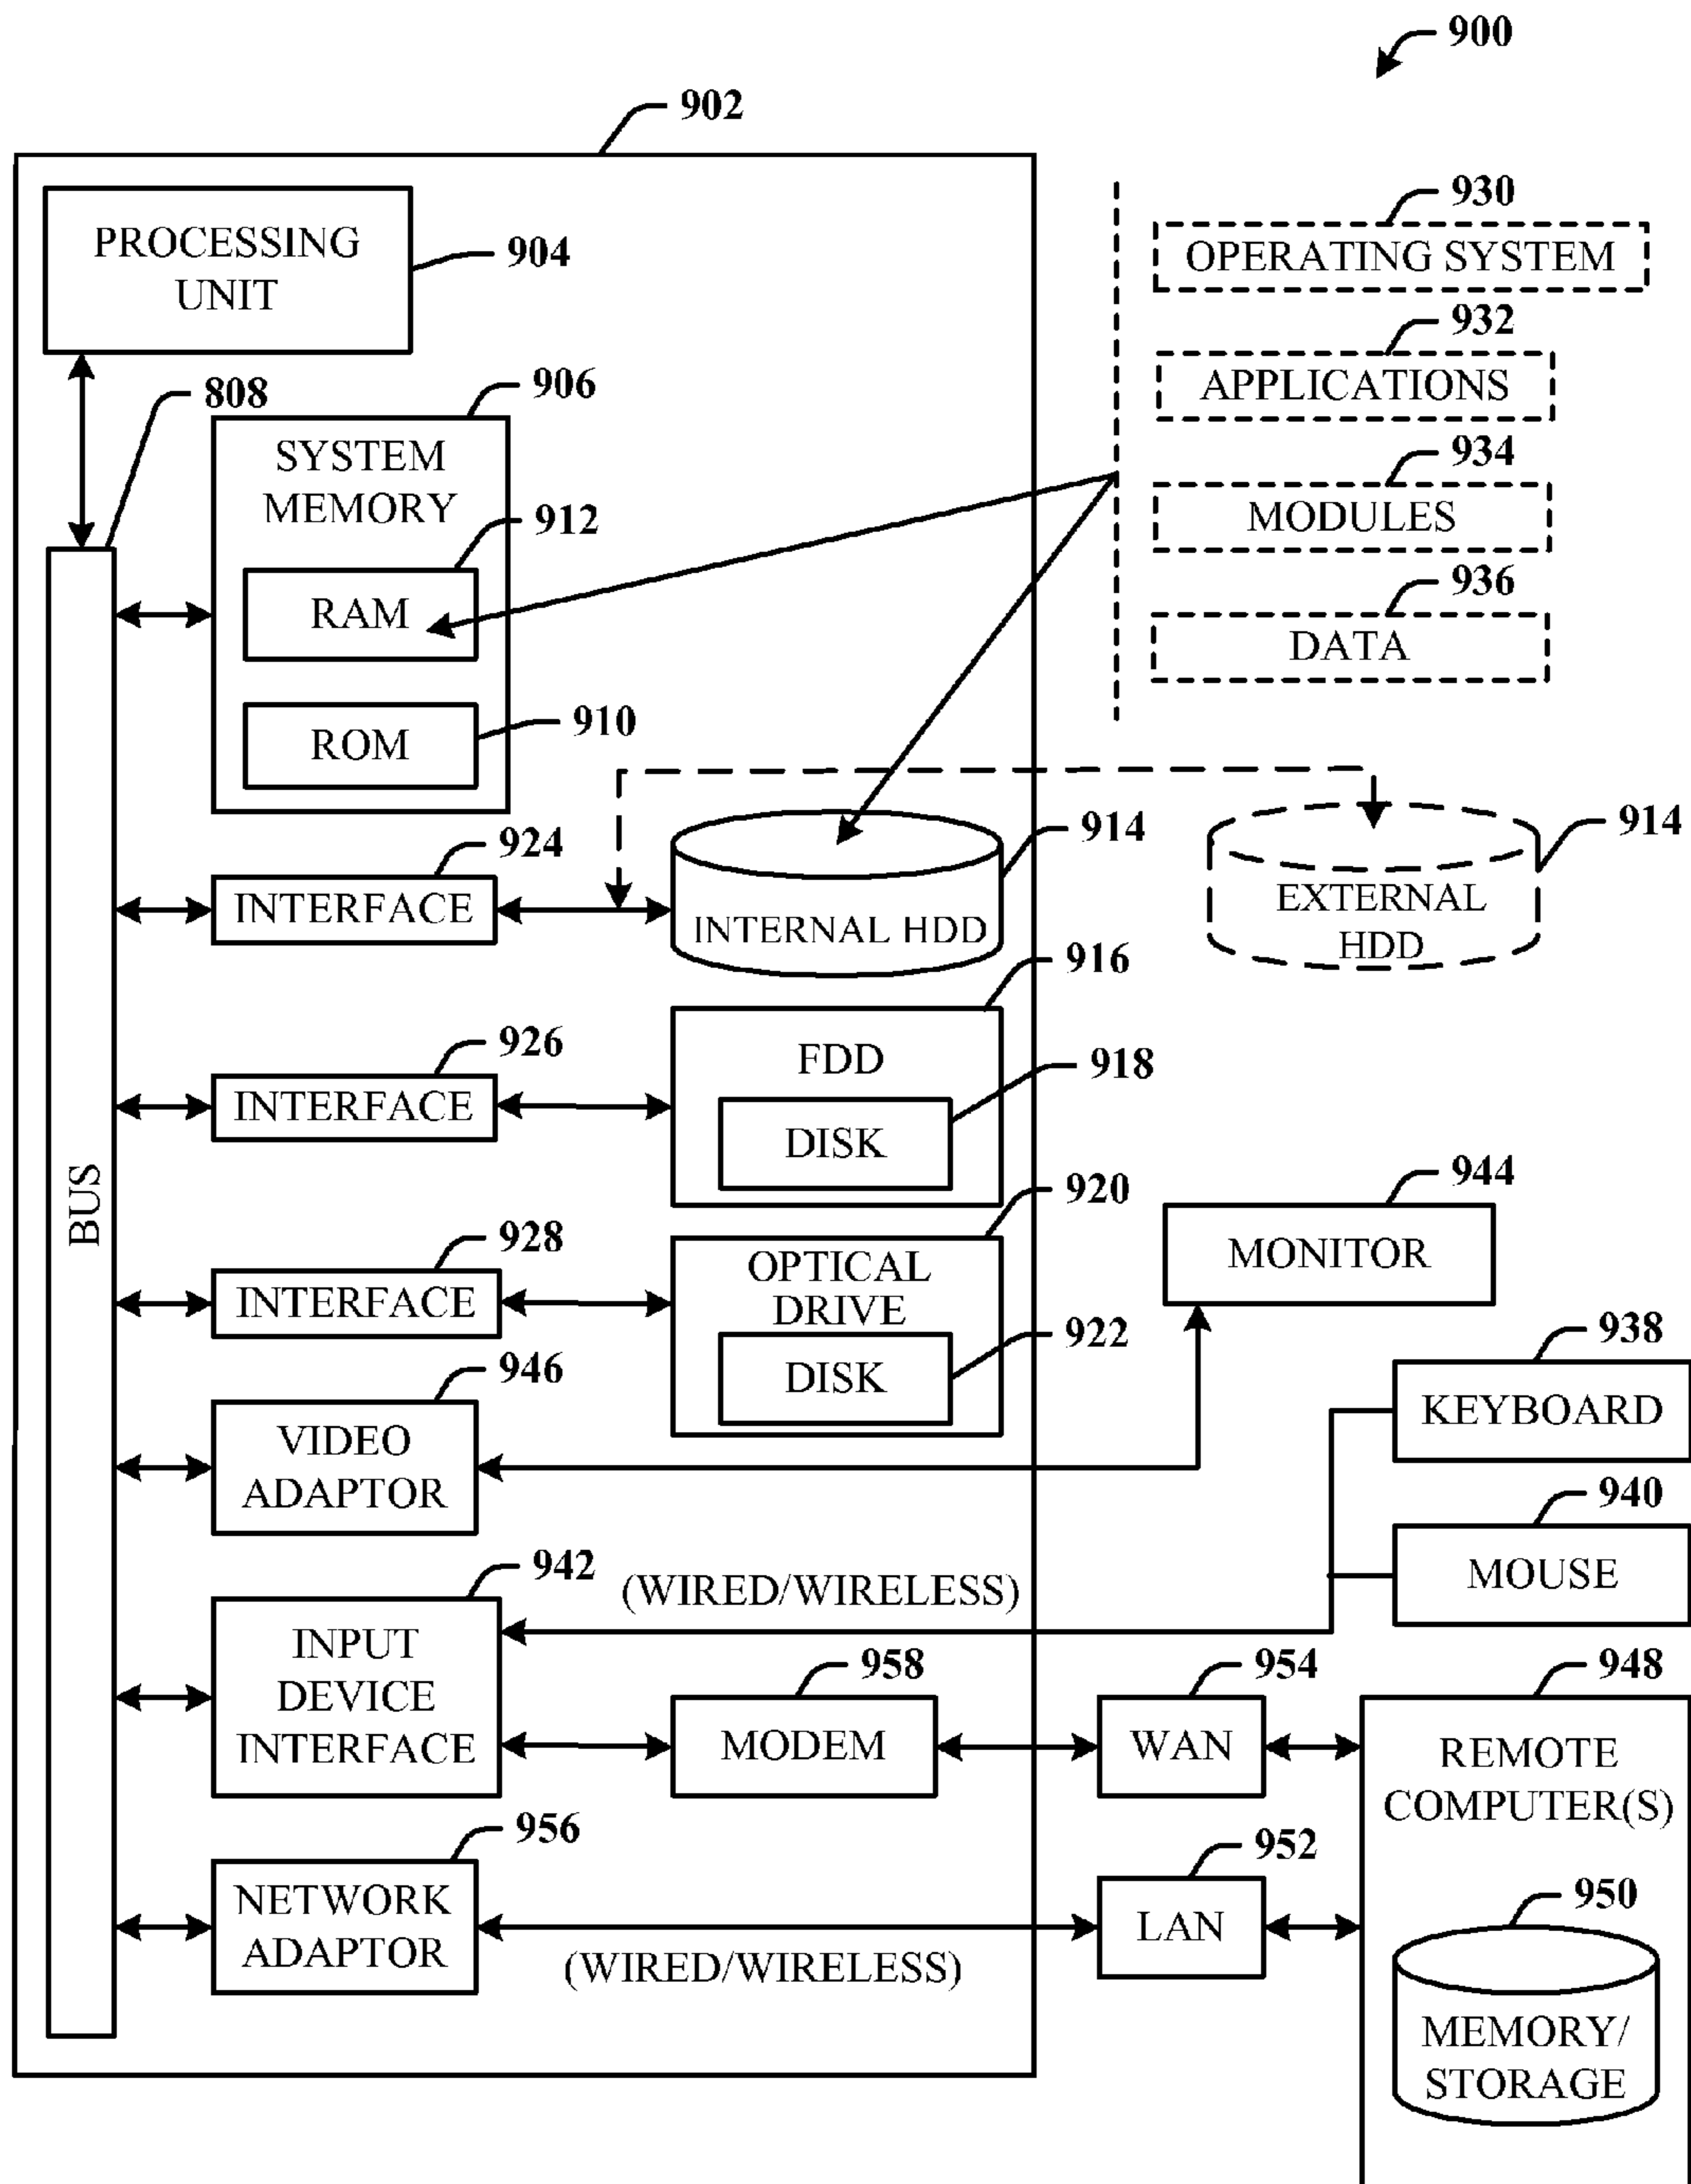 900
902
PROCESSING
UNIT
904
808
906
SYSTEM
MEMORY
912
RAM
910
ROM
930
OPERATING SYSTEM
932
APPLICATIONS
934
MODULES
936
DATA
924
INTERFACE
914
INTERNAL HDD
914
EXTERNAL
HDD
916
926
INTERFACE
FDD
918
DISK
BUS
920
928
INTERFACE
OPTICAL
DRIVE
922
DISK
944
MONITOR
938
KEYBOARD
946
VIDEO
ADAPTOR
940
MOUSE
942
(WIRED/WIRELESS)
INPUT
DEVICE
INTERFACE
958
MODEM
954
WAN
948
REMOTE
COMPUTER(S)
956
NETWORK
ADAPTOR
(WIRED/WIRELESS)
952
LAN
950
MEMORY/
STORAGE